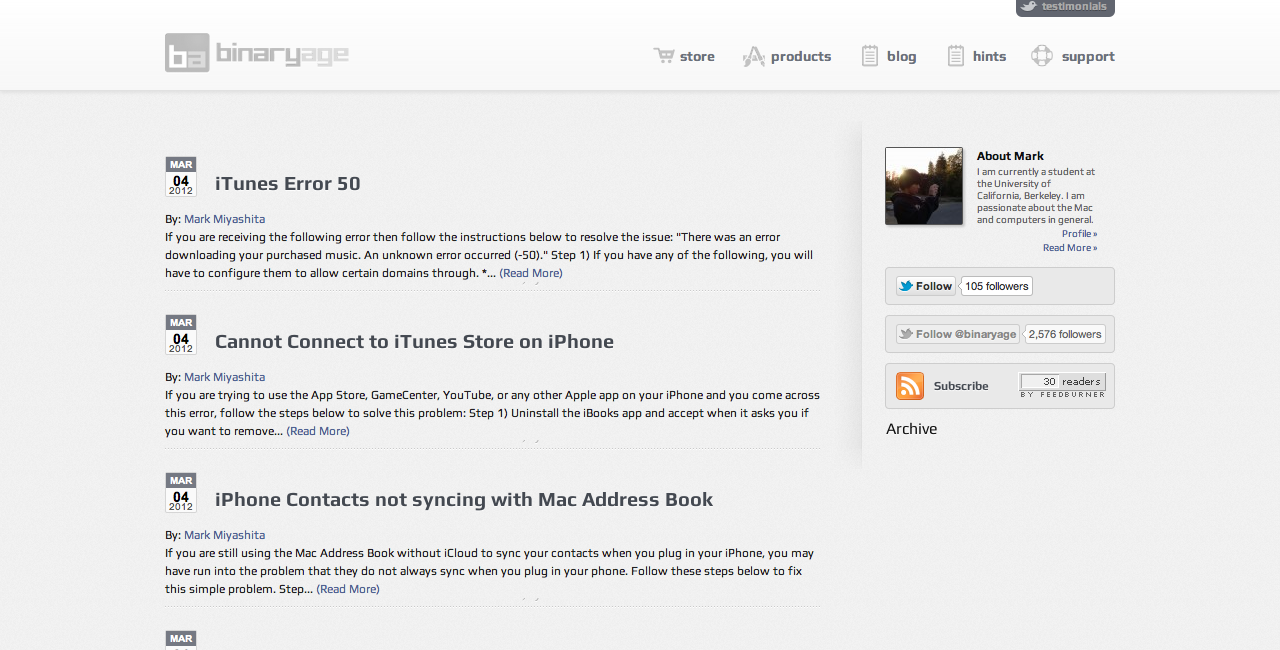 testimonials
ba binaryage
store
products
blog
hints
support
MAR
04
2012
iTunes Error 50
By: Mark Miyashita
If you are receiving the following error then follow the instructions below to resolve the issue: "There was an error
downloading your purchased music. An unknown error occurred (-50)." Step 1) If you have any of the following, you will
have to configure them to allow certain domains through. *... (Read More)
MAR
04
2012
Cannot Connect to iTunes Store on iPhone
By: Mark Miyashita
If you are trying to use the App Store, GameCenter, YouTube, or any other Apple app on your iPhone and you come across
this error, follow the steps below to solve this problem: Step 1) Uninstall the iBooks app and accept when it asks you if
you want to remove... (Read More)
MAR
04
2012
iPhone Contacts not syncing with Mac Address Book
By: Mark Miyashita
If you are still using the Mac Address Book without iCloud to sync your contacts when you plug in your iPhone, you may
have run into the problem that they do not always sync when you plug in your phone. Follow these steps below to fix
this simple problem. Step... (Read More)
MAR
About Mark
I am currently a student at
the University of
California, Berkeley. I am
passionate about the Mac
and computers in general.
Profile »
Read More »
Follow
105 followers
Follow @binaryage
2,576 followers
Subscribe
30 readers
BY FEEDBURNER
Archive